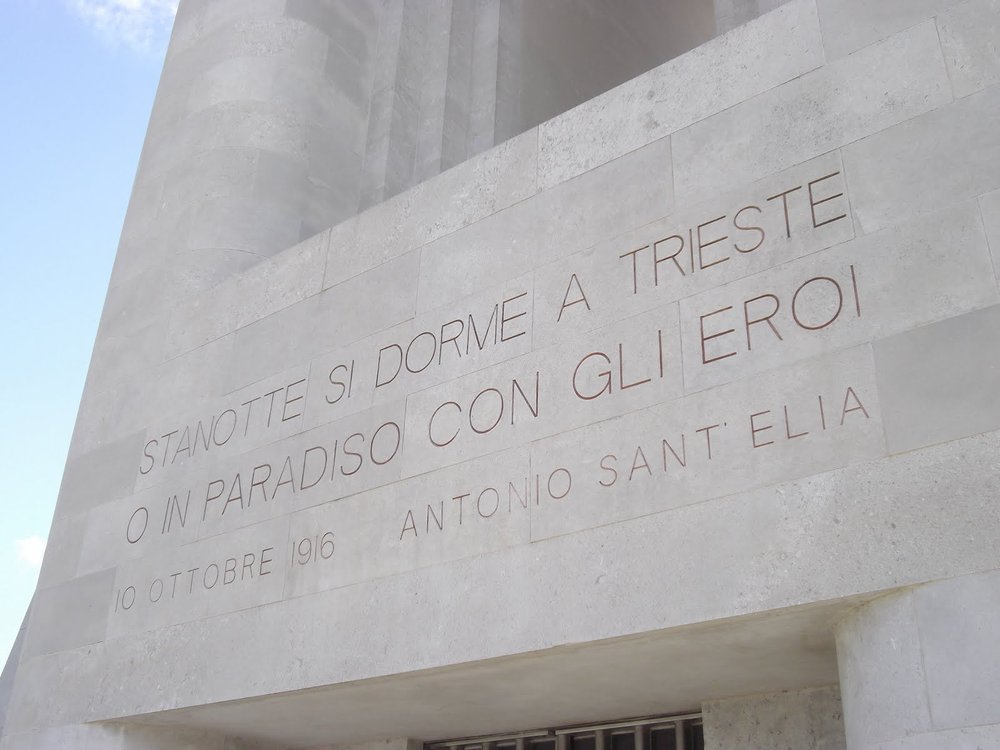 STANOTTE SI DORME A TRIESTE
O IN PARADISO CON GLI EROI
10 OTTOBRE 1916 ANTONIO SANT'ELIA